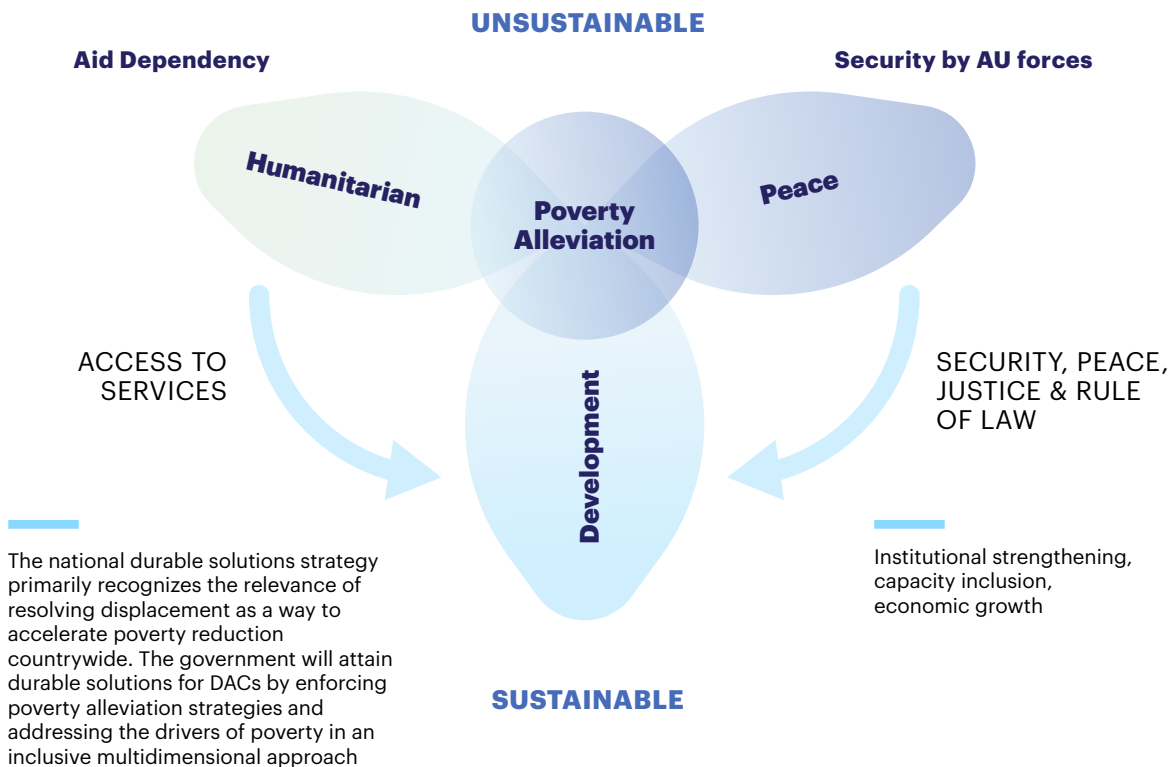 UNSUSTAINABLE
Aid Dependency
Security by AU forces
Humanitarian
Poverty
Alleviation
Peace
ACCESS TO
SERVICES
Development
SECURITY, PEACE,
JUSTICE & RULE
OF LAW
The national durable solutions strategy
primarily recognizes the relevance of
resolving displacement as a way to
accelerate poverty reduction
countrywide. The government will attain
durable solutions for DACs by enforcing
poverty alleviation strategies and
addressing the drivers of poverty in an
inclusive multidimensional approach
Institutional strengthening,
capacity inclusion,
economic growth
SUSTAINABLE